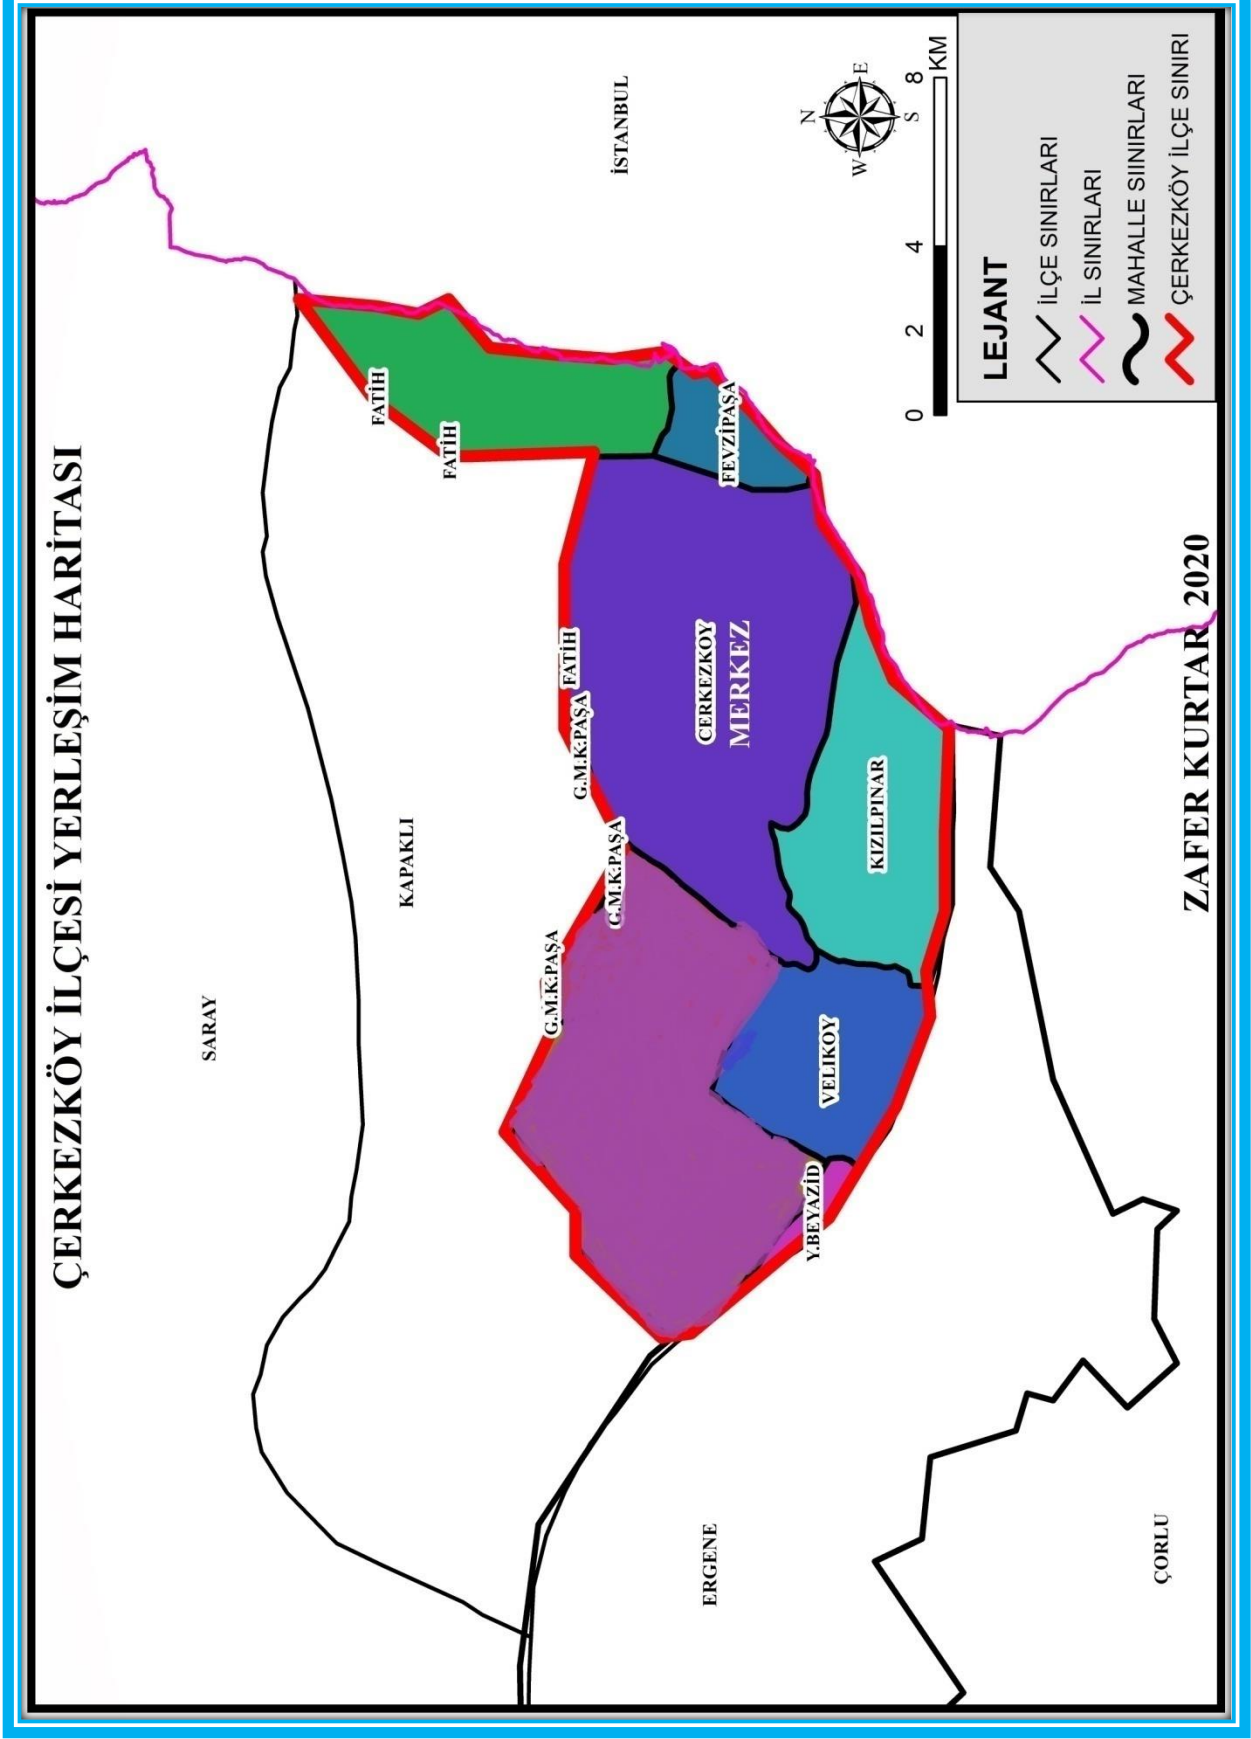 ÇERKEZKÖY İLÇESİ YERLEŞİM HARİTASI
SARAY
KAPAKLI
İSTANBUL
FATİH
FATİH
FATİH
G.M.K.PAŞA
G.M.K.PAŞA
G.M.K.PAŞA
FEVZİPAŞA
CERKEZKOY
MERKEZ
KIZILPINAR
VELIKOY
Y.BEYAZİD
ERGENE
ÇORLU
N
E
S
W
0 2 4 8 KM
LEJANT
İLÇE SINIRLARI
İL SINIRLARI
MAHALLE SIINIRLARI
ÇERKEZKÖY İLÇE SINIRI
ZAFER KURTAR 2020